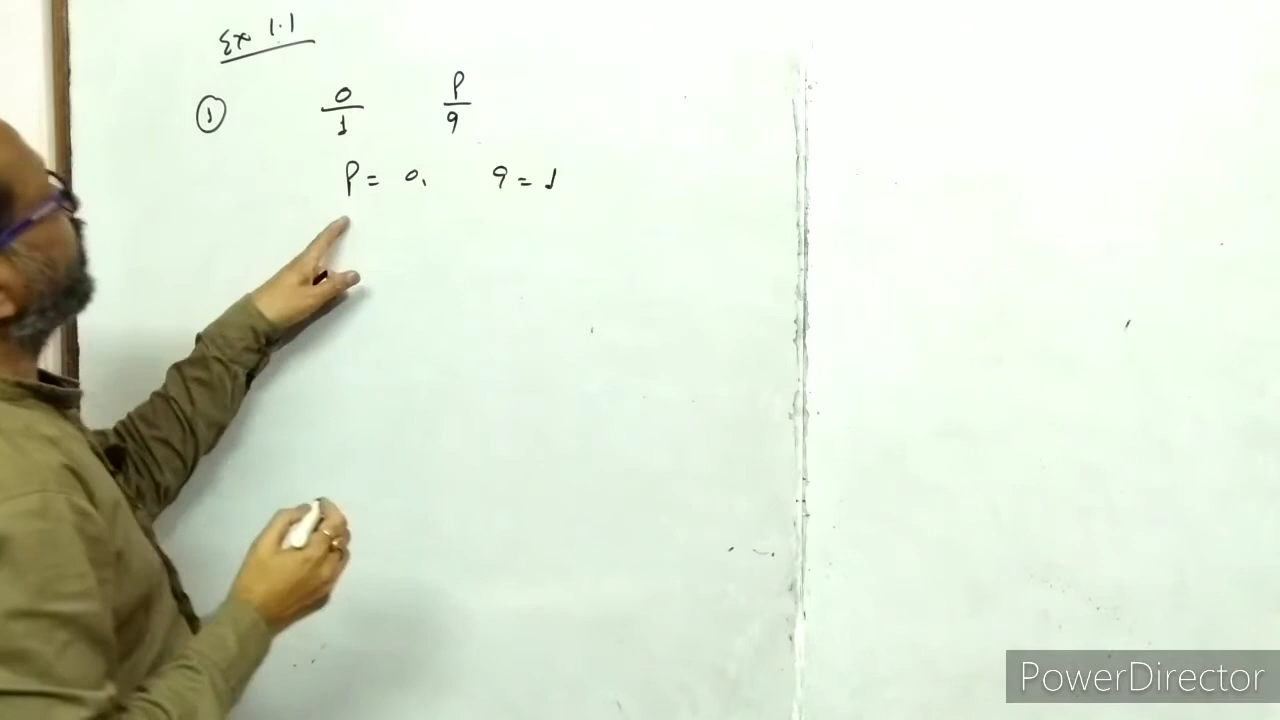 Ex 1.1
① 0/1 p/q
p = 0, q = 1
PowerDirector